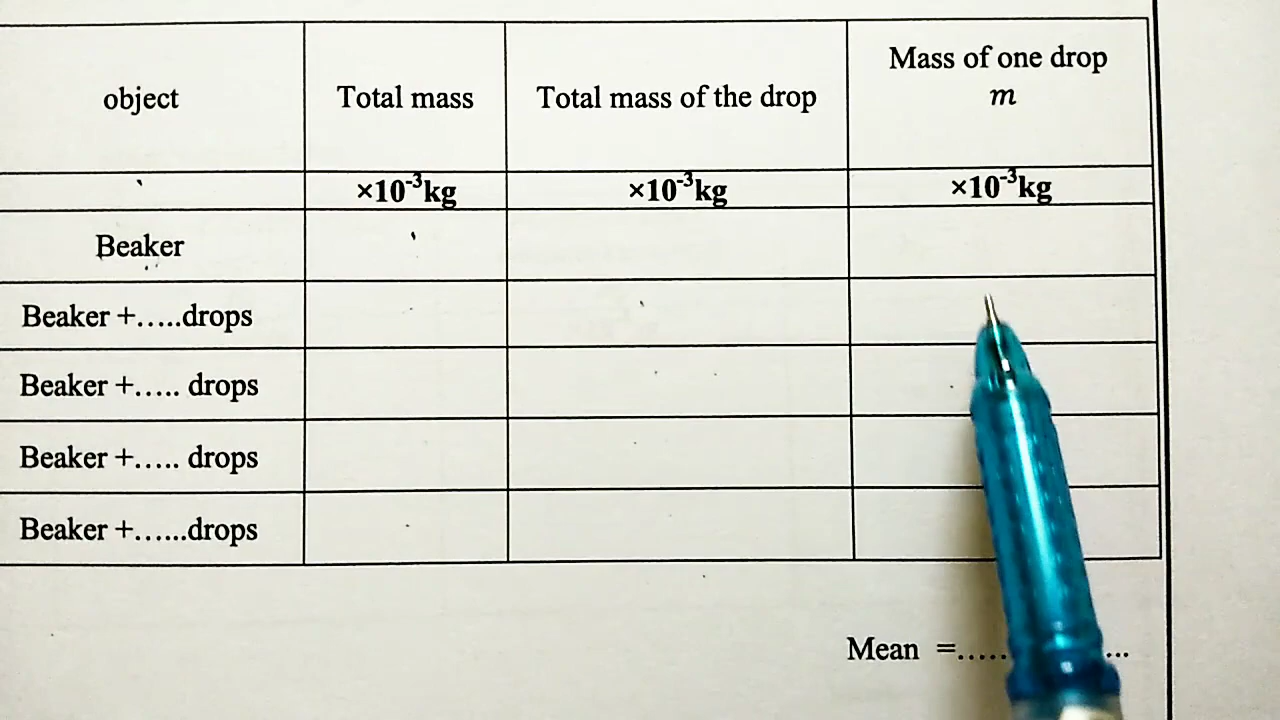 object
Total mass
Total mass of the drop
Mass of one drop
m
×10⁻³kg
×10⁻³kg
×10⁻³kg
Beaker
Beaker +.....drops
Beaker +..... drops
Beaker +..... drops
Beaker +......drops
Mean =..... ...